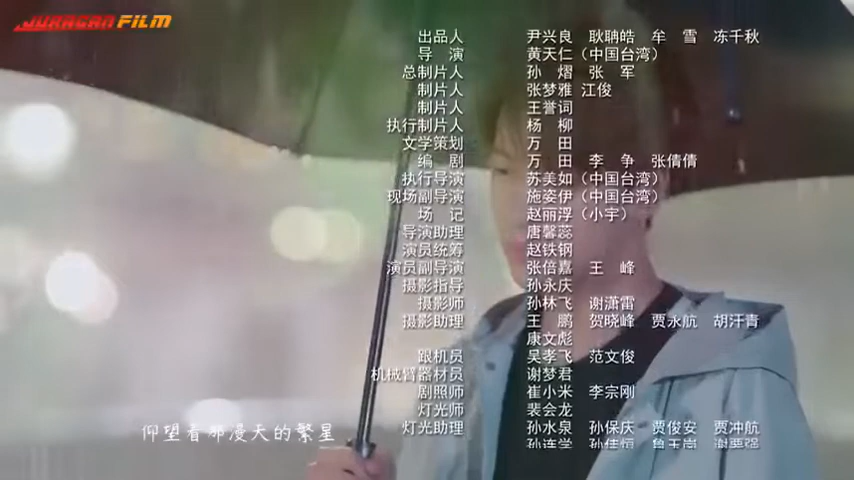 JURAGAN FILM
出品人 尹兴良 耿聃皓 牟 雪 冻千秋
导 演 黄天仁（中国台湾）
总制片人 孙 熠 张 军
制片人 张梦雅 江俊
制片人 王誉词
执行制片人 杨 柳
文学策划 万 田
编 剧 万 田 李 争 张倩倩
执行导演 苏美如（中国台湾）
现场副导演 施姿伊（中国台湾）
场 记 赵丽浮（小宇）
导演助理 唐馨蕊
演员统筹 赵铁钢
演员副导演 张倍嘉 王 峰
摄影指导 孙永庆
摄影师 孙林飞 谢潇雷
摄影助理 王 鹏 贺晓峰 贾永航 胡汗青
康文彪
跟机员 吴孝飞 范文俊
机械臂器材员 谢梦君
剧照师 崔小米 李宗刚
灯光师 裴会龙
灯光助理 孙水泉 孙保庆 贾俊安 贾冲航
孙连学 孙佳恒
仰望着那漫天的繁星